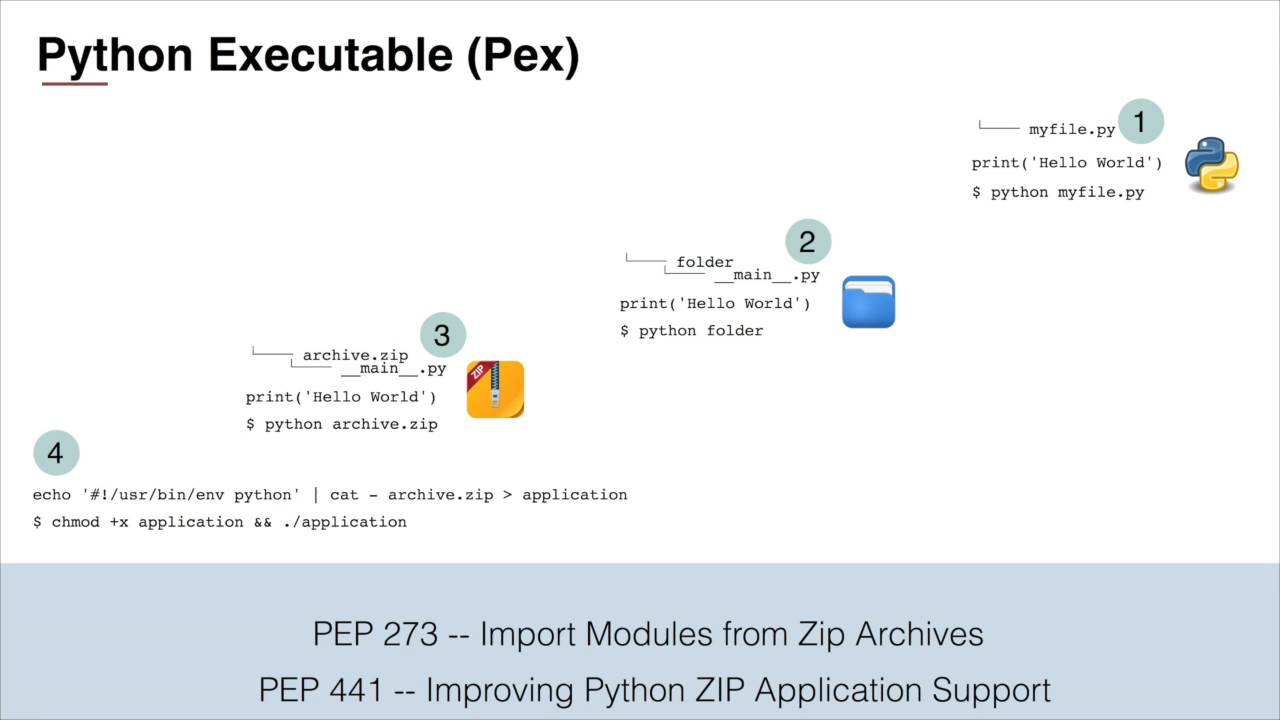 Python Executable (Pex)
1
myfile.py
print('Hello World')
$ python myfile.py
2
folder
__main__.py
print('Hello World')
$ python folder
3
archive.zip
__main__.py
ZIP
print('Hello World')
$ python archive.zip
4
echo '#!/usr/bin/env python' | cat - archive.zip > application
$ chmod +x application && ./application
PEP 273 -- Import Modules from Zip Archives
PEP 441 -- Improving Python ZIP Application Support